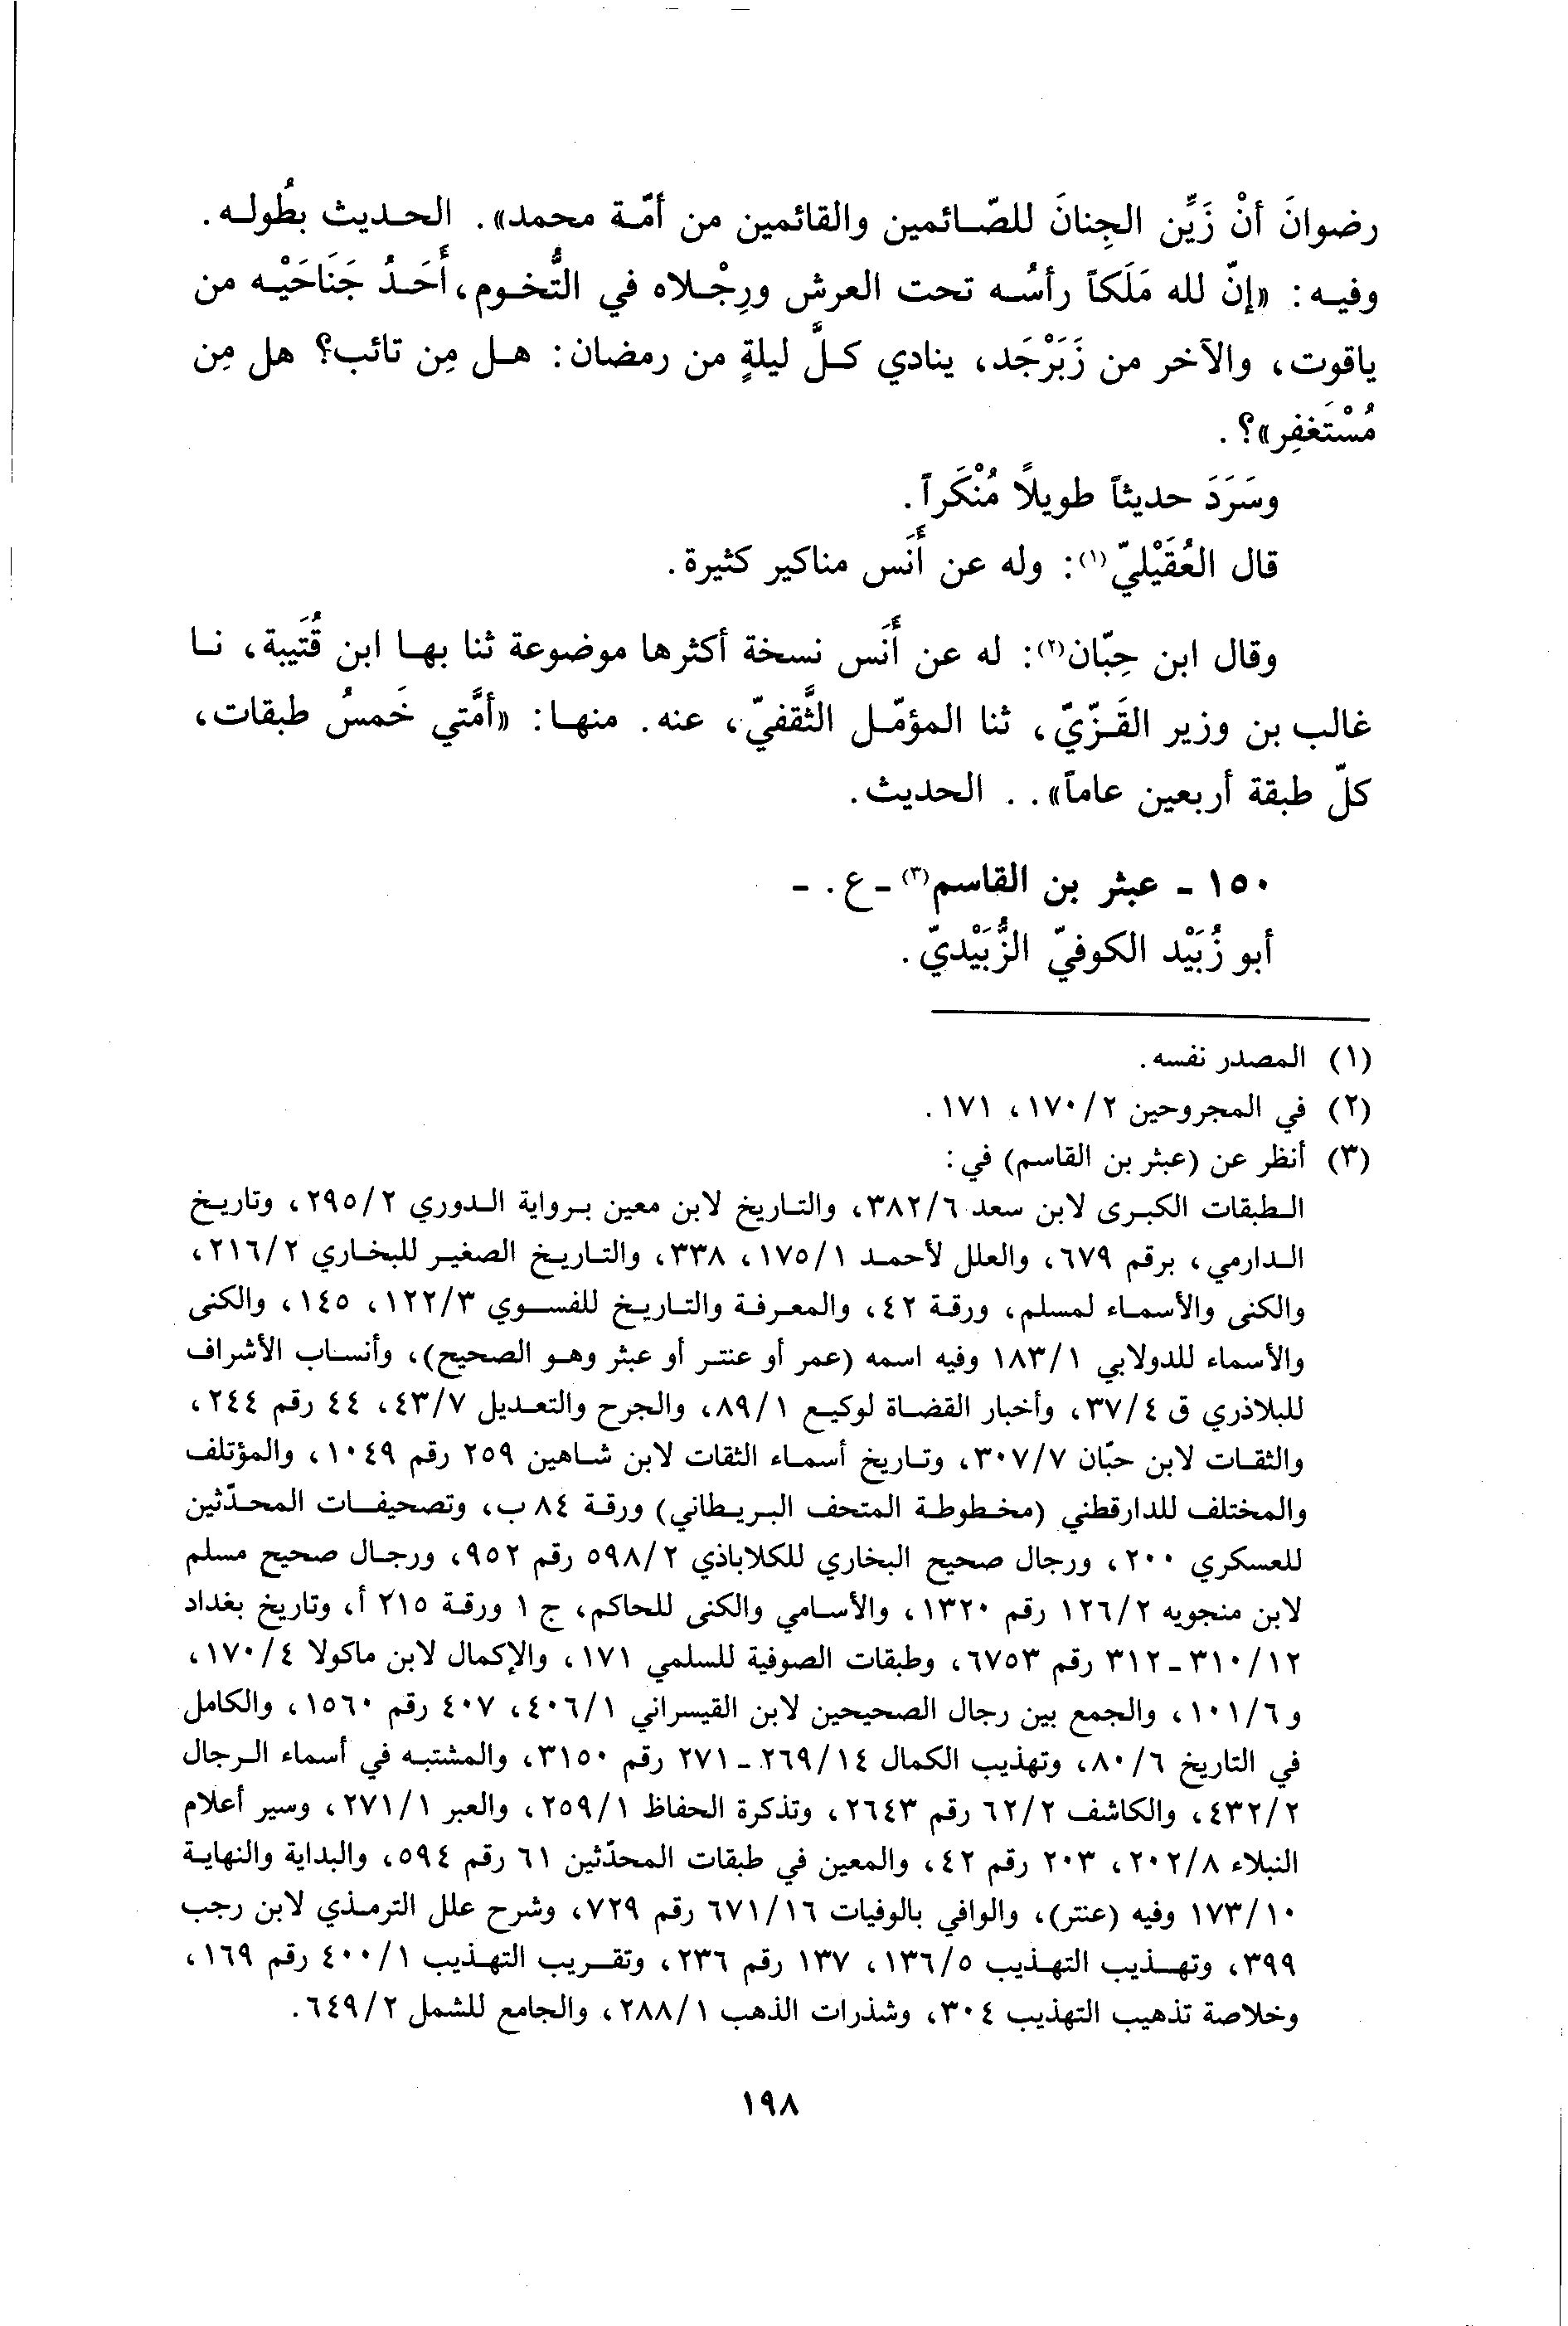 رضوانَ أنْ زَيِّن الجِنانَ للصّائمين والقائمين من أمّة محمد». الحديث بطُوله.
وفيه: «إنّ لله مَلَكاً رأسُه تحت العرش ورِجْلاه في التُّخوم، أَحَدُ جَنَاحَيْه من
ياقوت، والآخر من زَبَرْجَد، ينادي كلَّ ليلةٍ من رمضان: هل مِن تائب؟ هل مِن
مُسْتَغفِر»؟.
وسَرَدَ حديثاً طويلاً مُنْكَراً.
قال العُقَيْليّ(١): وله عن أَنَس مناكير كثيرة.
وقال ابن حِبّان(٢): له عن أَنَس نسخة أكثرها موضوعة ثنا بها ابن قُتَيبة، نا
غالب بن وزير القَزّيّ، ثنا المؤمّل الثَّقفيّ، عنه. منها: «أمَّتي خَمسُ طبقات،
كلّ طبقة أربعين عاماً».. الحديث.
١٥٠ - عبثر بن القاسم(٣) - ع. -
أبو زُبَيْد الكوفيّ الزُّبَيْديّ.
(١) المصدر نفسه.
(٢) في المجروحين ١٧٠/٢، ١٧١.
(٣) أنظر عن (عبثر بن القاسم) في:
الطبقات الكبرى لابن سعد ٣٨٢/٦، والتاريخ لابن معين برواية الدوري ٢٩٥/٢، وتاريخ
الدارمي، برقم ٦٧٩، والعلل لأحمد ١٧٥/١، ٣٣٨، والتاريخ الصغير للبخاري ٢١٦/٢،
والكنى والأسماء لمسلم، ورقة ٤٢، والمعرفة والتاريخ للفسوي ١٢٢/٣، ١٤٥، والكنى
والأسماء للدولابي ١٨٣/١ وفيه اسمه (عمر أو عنتر أو عبثر وهو الصحيح)، وأنساب الأشراف
للبلاذري ق ٣٧/٤، وأخبار القضاة لوكيع ٨٩/١، والجرح والتعديل ٤٣/٧، ٤٤ رقم ٢٤٤،
والثقات لابن حبّان ٣٠٧/٧، وتاريخ أسماء الثقات لابن شاهين ٢٥٩ رقم ١٠٤٩، والمؤتلف
والمختلف للدارقطني (مخطوطة المتحف البريطاني) ورقة ٨٤ ب، وتصحيفات المحدّثين
للعسكري ٢٠٠، ورجال صحيح البخاري للكلاباذي ٥٩٨/٢ رقم ٩٥٢، ورجال صحيح مسلم
لابن منجويه ١٢٦/٢ رقم ١٣٢٠، والأسامي والكنى للحاكم، ج ١ ورقة ٢١٥ أ، وتاريخ بغداد
٣١٠/١٢ - ٣١٢ رقم ٦٧٥٣، وطبقات الصوفية للسلمي ١٧١، والإكمال لابن ماكولا ١٧٠/٤،
و١٠١/٦، والجمع بين رجال الصحيحين لابن القيسراني ٤٠٦/١، ٤٠٧ رقم ١٥٦٠، والكامل
في التاريخ ٨٠/٦، وتهذيب الكمال ٢٦٩/١٤ - ٢٧١ رقم ٣١٥٠، والمشتبه في أسماء الرجال
٤٣٢/٢، والكاشف ٦٢/٢ رقم ٢٦٤٣، وتذكرة الحفاظ ٢٥٩/١، والعبر ٢٧١/١، وسير أعلام
النبلاء ٢٠٢/٨، ٢٠٣ رقم ٤٢، والمعين في طبقات المحدّثين ٦١ رقم ٥٩٤، والبداية والنهاية
١٧٣/١٠ وفيه (عنتر)، والوافي بالوفيات ٦٧١/١٦ رقم ٧٢٩، وشرح علل الترمذي لابن رجب
٣٩٩، وتهذيب التهذيب ١٣٦/٥، ١٣٧ رقم ٢٣٦، وتقريب التهذيب ٤٠٠/١ رقم ١٦٩،
وخلاصة تذهيب التهذيب ٣٠٤، وشذرات الذهب ٢٨٨/١، والجامع للشمل ٦٤٩/٢.
١٩٨